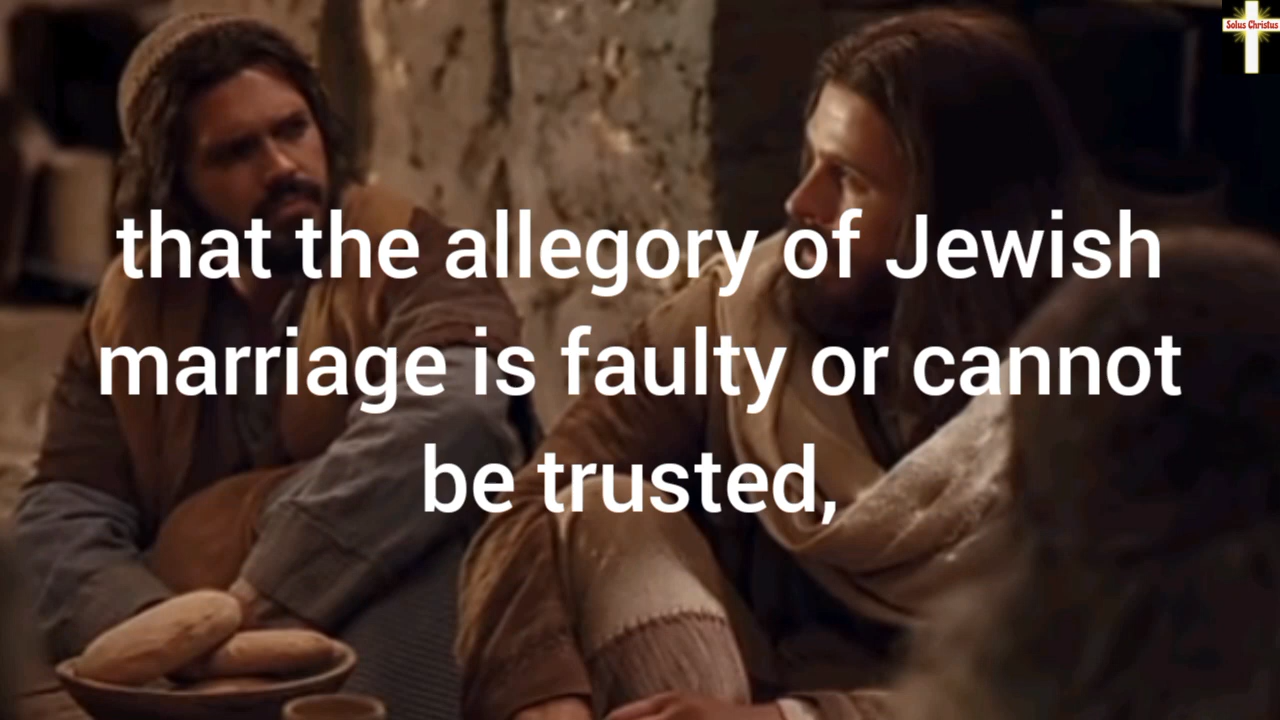 Solus Christus
that the allegory of Jewish
marriage is faulty or cannot
be trusted,